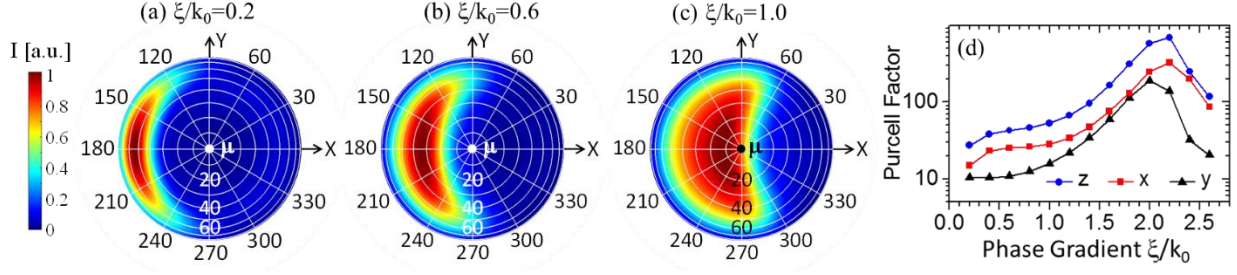 (a) ξ/k₀=0.2
(b) ξ/k₀=0.6
(c) ξ/k₀=1.0
I [a.u.]
1
0.8
0.6
0.4
0.2
0
Y
120 60
150 30
180 μ X
20
40
60
210 330
240 300
270
Y
120 60
150 30
180 μ X
20
40
60
210 330
240 300
270
Y
120 60
150 30
180 μ X
20
40
60
210 330
240 300
270
(d)
Purcell Factor
100
10
z x y
0.0 0.5 1.0 1.5 2.0 2.5
Phase Gradient ξ/k₀